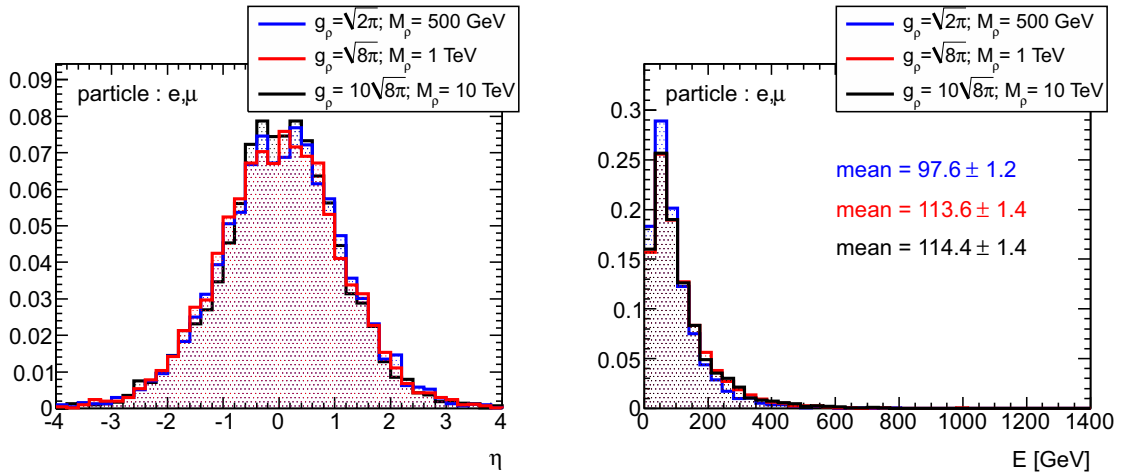 g_ρ=√2π; M_ρ = 500 GeV
g_ρ=√8π; M_ρ= 1 TeV
g_ρ = 10√8π; M_ρ= 10 TeV
particle : e,μ
0.09
0.08
0.07
0.06
0.05
0.04
0.03
0.02
0.01
0
-4 -3 -2 -1 0 1 2 3 4
η
g_ρ=√2π; M_ρ = 500 GeV
g_ρ=√8π; M_ρ= 1 TeV
g_ρ = 10√8π; M_ρ= 10 TeV
particle : e,μ
mean = 97.6 ± 1.2
mean = 113.6 ± 1.4
mean = 114.4 ± 1.4
0.3
0.25
0.2
0.15
0.1
0.05
0
0 200 400 600 800 1000 1200 1400
E [GeV]